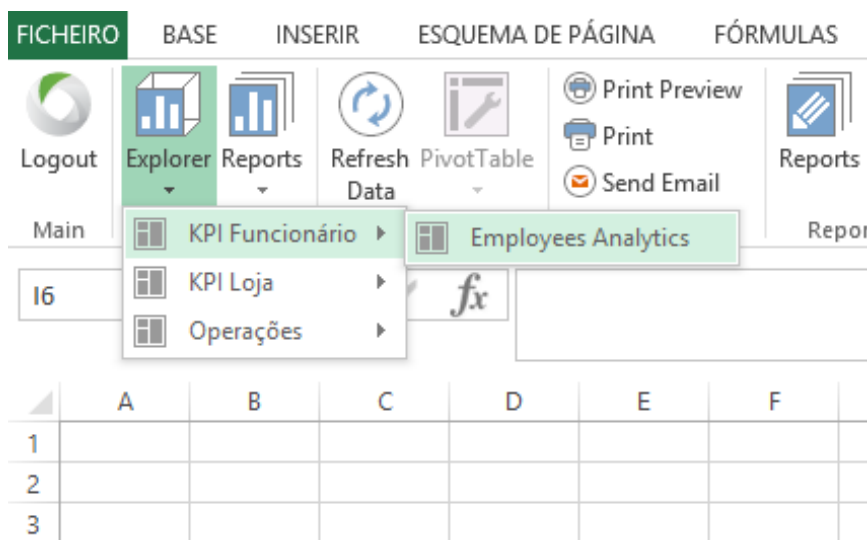 FICHEIRO BASE INSERIR ESQUEMA DE PÁGINA FÓRMULAS
Logout
Explorer
Reports
Refresh
Data
PivotTable
Print Preview
Print
Send Email
Reports
Main
Repor
KPI Funcionário
Employees Analytics
KPI Loja
Operações
I6
fx
A B C D E F
1
2
3